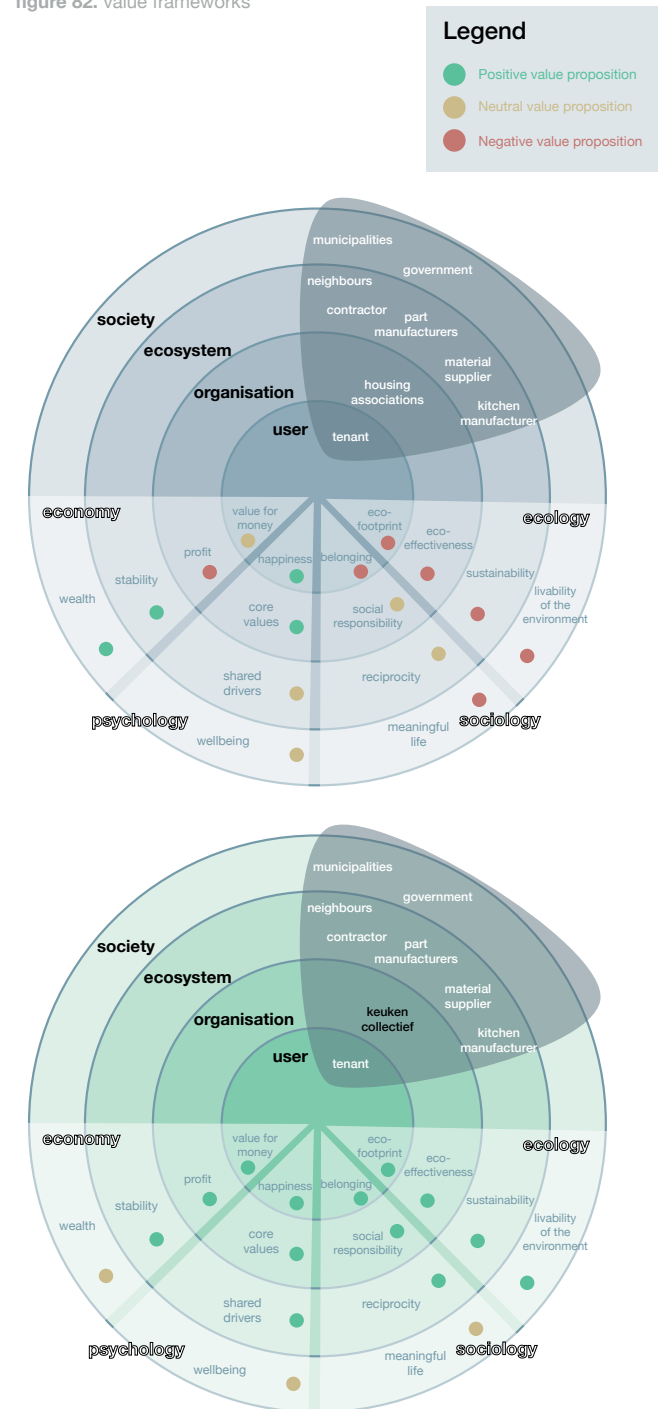 figure 82. value frameworks
Legend
Positive value proposition
Neutral value proposition
Negative value proposition
municipalities
government
neighbours
contractor
part
manufacturers
society
ecosystem
material
supplier
organisation
housing
associations
kitchen
manufacturer
user
tenant
economy
ecology
value for
money
eco-
footprint
eco-
effectiveness
profit
happiness
belonging
stability
sustainability
wealth
core
values
social
responsibility
livability
of the
environment
shared
drivers
reciprocity
psychology
sociology
wellbeing
meaningful
life
municipalities
government
neighbours
contractor
part
manufacturers
society
ecosystem
material
supplier
organisation
keuken
collectief
kitchen
manufacturer
user
tenant
economy
ecology
value for
money
eco-
footprint
eco-
effectiveness
profit
happiness
belonging
stability
sustainability
wealth
core
values
social
responsibility
livability
of the
environment
shared
drivers
reciprocity
psychology
sociology
wellbeing
meaningful
life